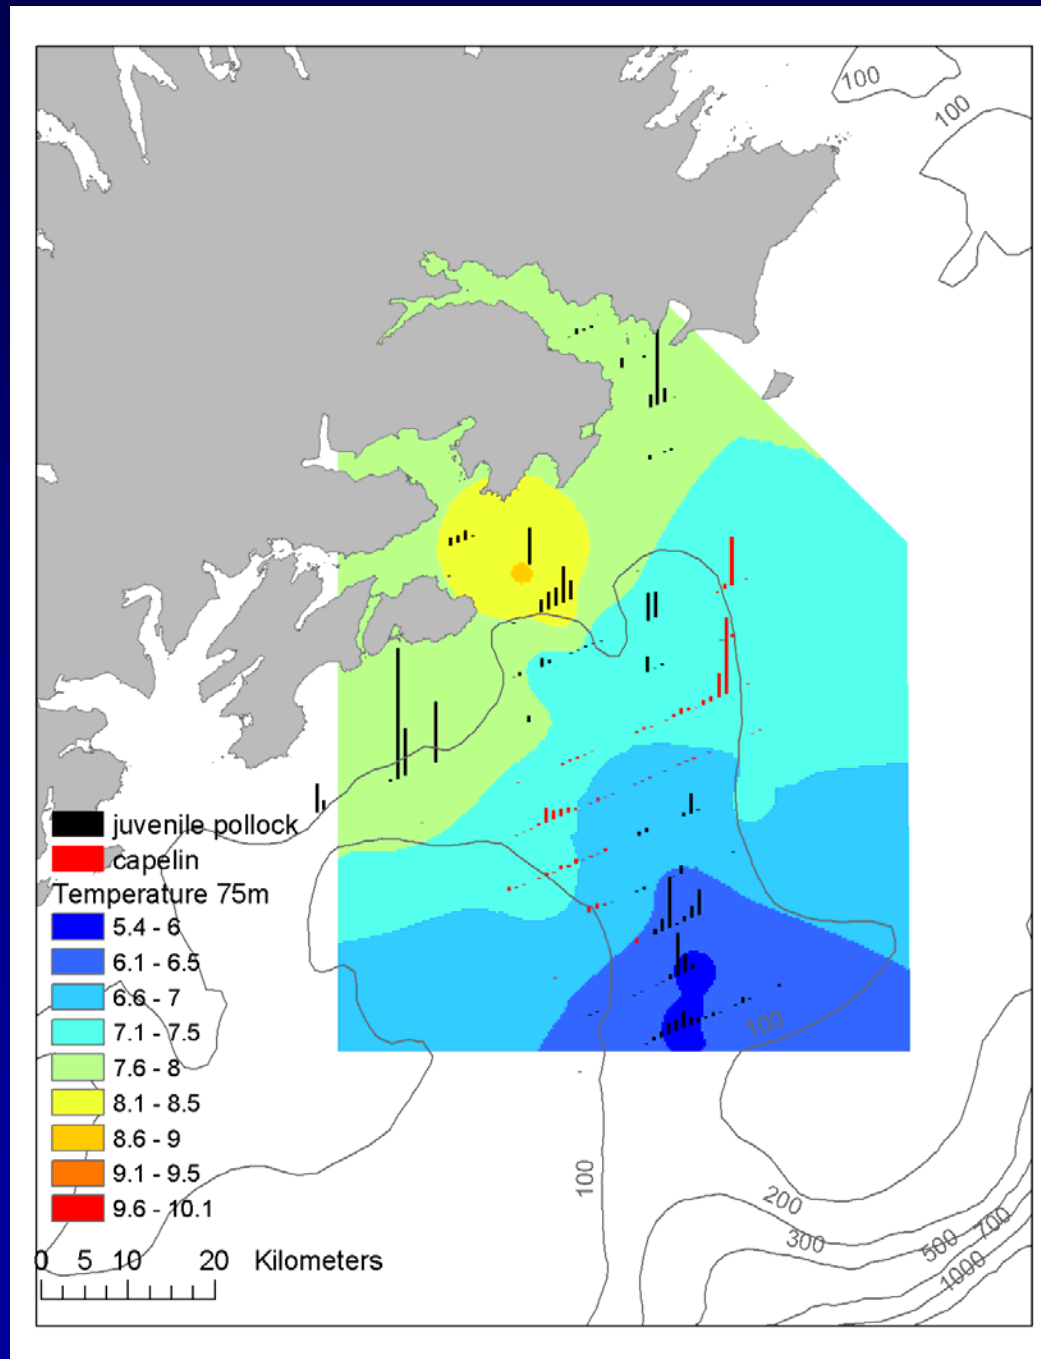 100
100
juvenile pollock
capelin
Temperature 75m
5.4 - 6
6.1 - 6.5
6.6 - 7
7.1 - 7.5
7.6 - 8
8.1 - 8.5
8.6 - 9
9.1 - 9.5
9.6 - 10.1
0 5 10 20 Kilometers
100
100
200
300
500
700
1000